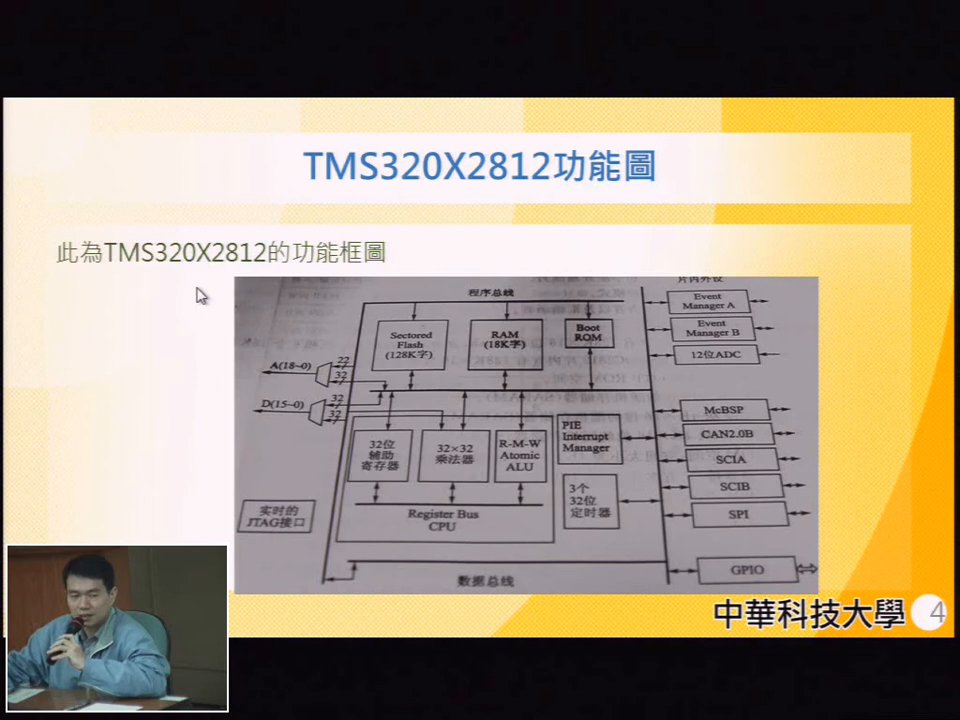 TMS320X2812功能圖
此為TMS320X2812的功能框圖
程序总线
片内外设
Sectored
Flash
(128K字)
RAM
(18K字)
Boot
ROM
Event
Manager A
Event
Manager B
12位ADC
A(18~0)
22
32
D(15~0)
32
32
McBSP
CAN2.0B
SCIA
SCIB
SPI
GPIO
32位
辅助
寄存器
32×32
乘法器
R-M-W
Atomic
ALU
PIE
Interrupt
Manager
3个
32位
定时器
Register Bus
CPU
实时的
JTAG接口
数据总线
中華科技大學
4